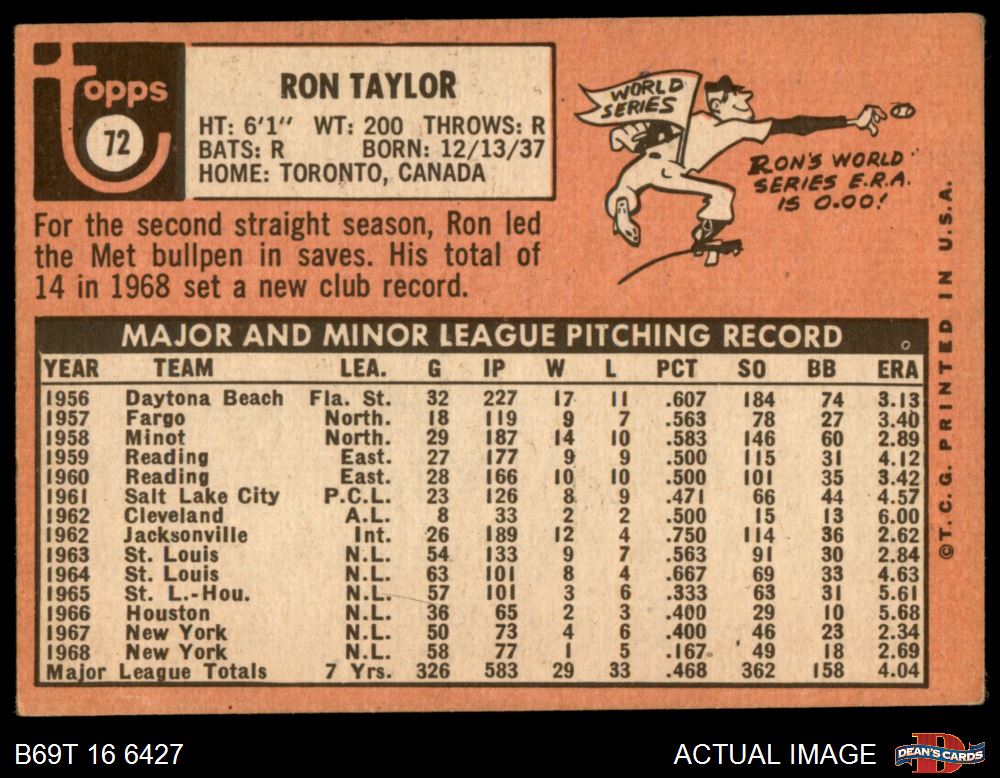 Topps
72
RON TAYLOR
HT: 6'1" WT: 200 THROWS: R
BATS: R BORN: 12/13/37
HOME: TORONTO, CANADA
For the second straight season, Ron led
the Met bullpen in saves. His total of
14 in 1968 set a new club record.
WORLD
SERIES
RON'S WORLD
SERIES E.R.A.
IS 0.00!
MAJOR AND MINOR LEAGUE PITCHING RECORD
YEAR TEAM LEA. G IP W L PCT SO BB ERA
1956 Daytona Beach Fla. St. 32 227 17 11 .607 184 74 3.13
1957 Fargo North. 18 119 9 7 .563 78 27 3.40
1958 Minot North. 29 187 14 10 .583 146 60 2.89
1959 Reading East. 27 177 9 9 .500 115 31 4.12
1960 Reading East. 28 166 10 10 .500 101 35 3.42
1961 Salt Lake City P.C.L. 23 126 8 9 .471 66 44 4.57
1962 Cleveland A.L. 8 33 2 2 .500 15 13 6.00
1962 Jacksonville Int. 26 189 12 4 .750 114 36 2.62
1963 St. Louis N.L. 54 133 9 7 .563 91 30 2.84
1964 St. Louis N.L. 63 101 8 4 .667 69 33 4.63
1965 St. L.-Hou. N.L. 57 101 3 6 .333 63 31 5.61
1966 Houston N.L. 36 65 2 3 .400 29 10 5.68
1967 New York N.L. 50 73 4 6 .400 46 23 2.34
1968 New York N.L. 58 77 1 5 .167 49 18 2.69
Major League Totals 7 Yrs. 326 583 29 33 .468 362 158 4.04
©T. C. G. PRINTED IN U.S.A.
B69T 16 6427
ACTUAL IMAGE
D
DEAN'S CARDS